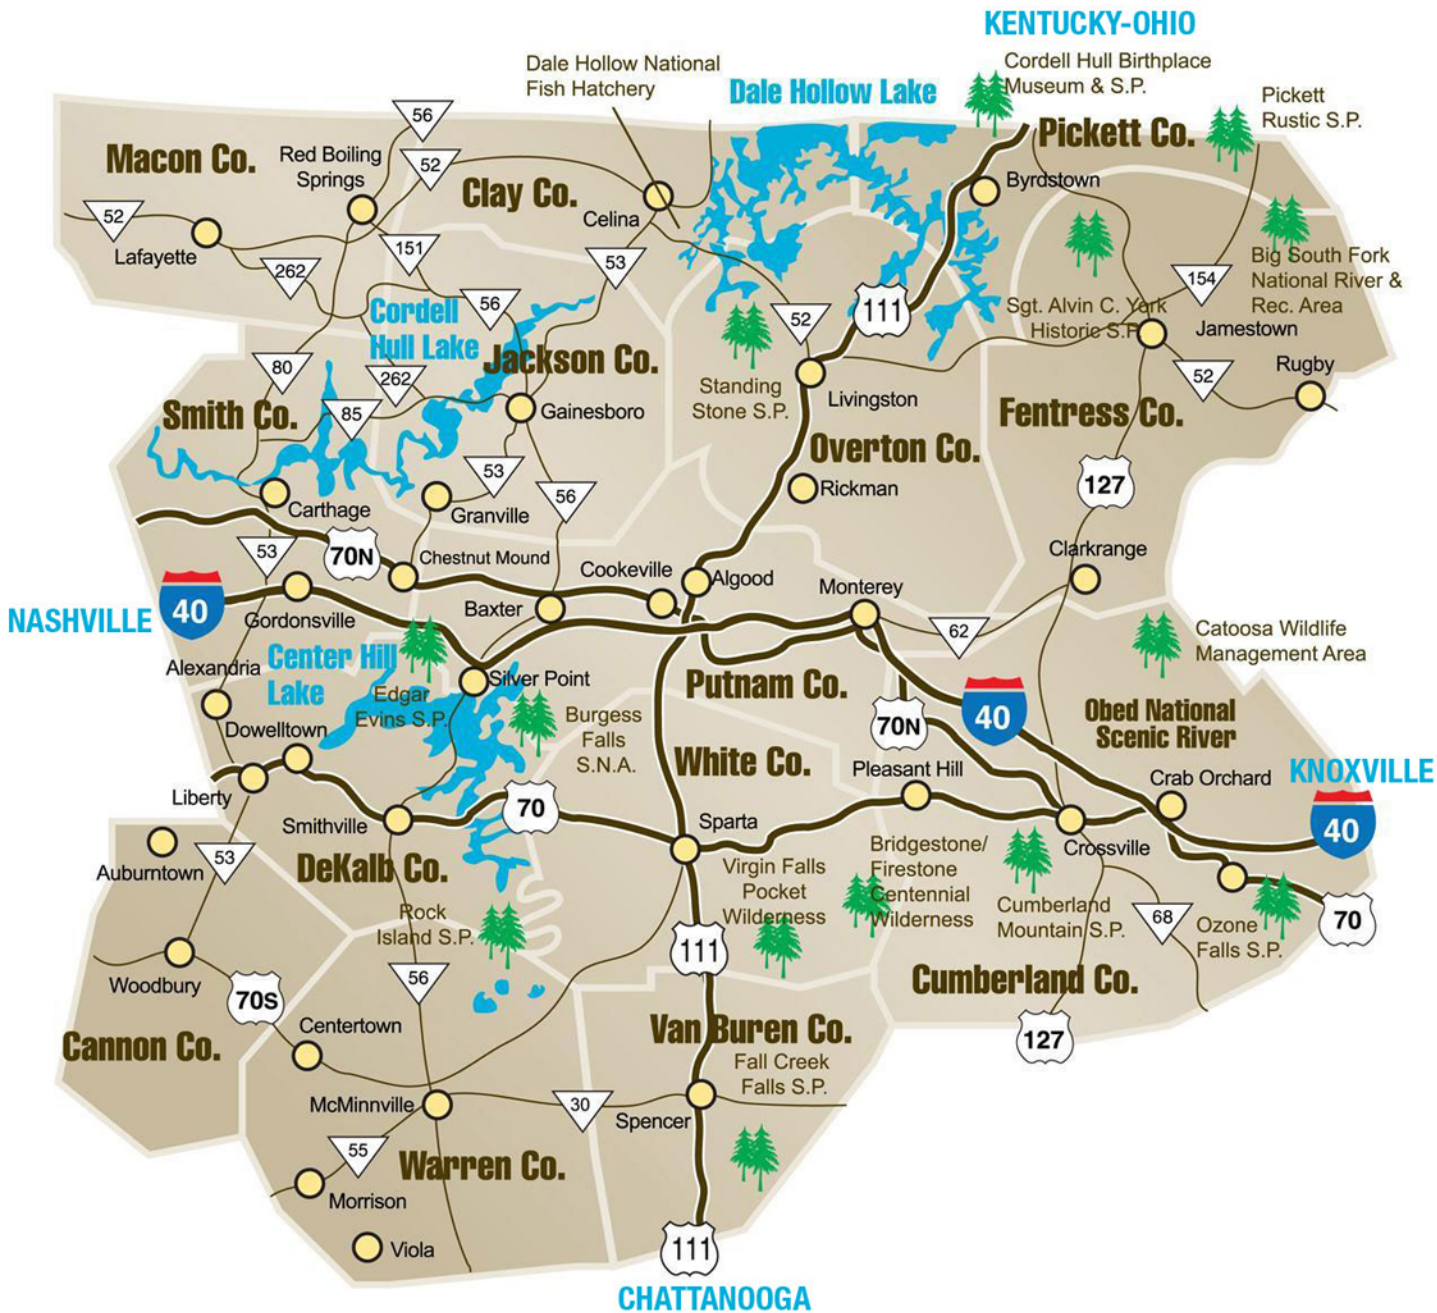 KENTUCKY-OHIO
Dale Hollow National
Fish Hatchery
Cordell Hull Birthplace
Museum & S.P.
Dale Hollow Lake
Pickett
Rustic S.P.
56
Pickett Co.
Macon Co.
Red Boiling
Springs
52
Clay Co.
Byrdstown
52
Celina
Lafayette
151
262
53
154
Big South Fork
National River &
Rec. Area
Cordell
Hull Lake
56
111
52
Sgt. Alvin C. York
Historic S.P.
Jamestown
80
262
Jackson Co.
Standing
Stone S.P.
Livingston
52
Rugby
Smith Co.
85
Gainesboro
Fentress Co.
Overton Co.
53
56
Rickman
127
Carthage
Granville
53
70N
Chestnut Mound
Cookeville
Algood
Monterey
Clarkrange
NASHVILLE
40
Gordonsville
Baxter
62
Catoosa Wildlife
Management Area
Alexandria
Center Hill
Lake
Edgar
Evins S.P.
Silver Point
Putnam Co.
Burgess
Falls
S.N.A.
70N
40
Obed National
Scenic River
Dowelltown
White Co.
Pleasant Hill
Crab Orchard
KNOXVILLE
Liberty
Smithville
70
Sparta
40
Crossville
Auburntown
53
DeKalb Co.
Virgin Falls
Pocket
Wilderness
Bridgestone/
Firestone
Centennial
Wilderness
Cumberland
Mountain S.P.
68
Ozone
Falls S.P.
70
Rock
Island S.P.
111
Woodbury
70S
56
Cumberland Co.
Centertown
Van Buren Co.
127
Cannon Co.
Fall Creek
Falls S.P.
McMinnville
30
Spencer
55
Warren Co.
Morrison
Viola
111
CHATTANOOGA